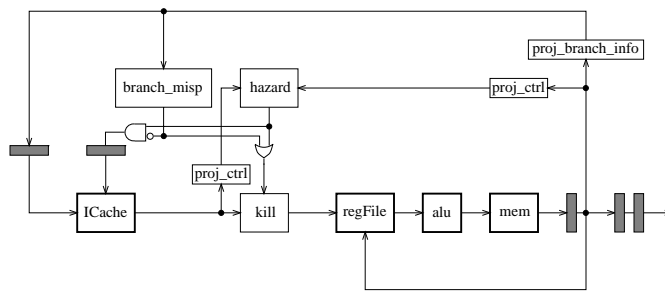 proj_branch_info
branch_misp
hazard
proj_ctrl
proj_ctrl
ICache
kill
regFile
alu
mem